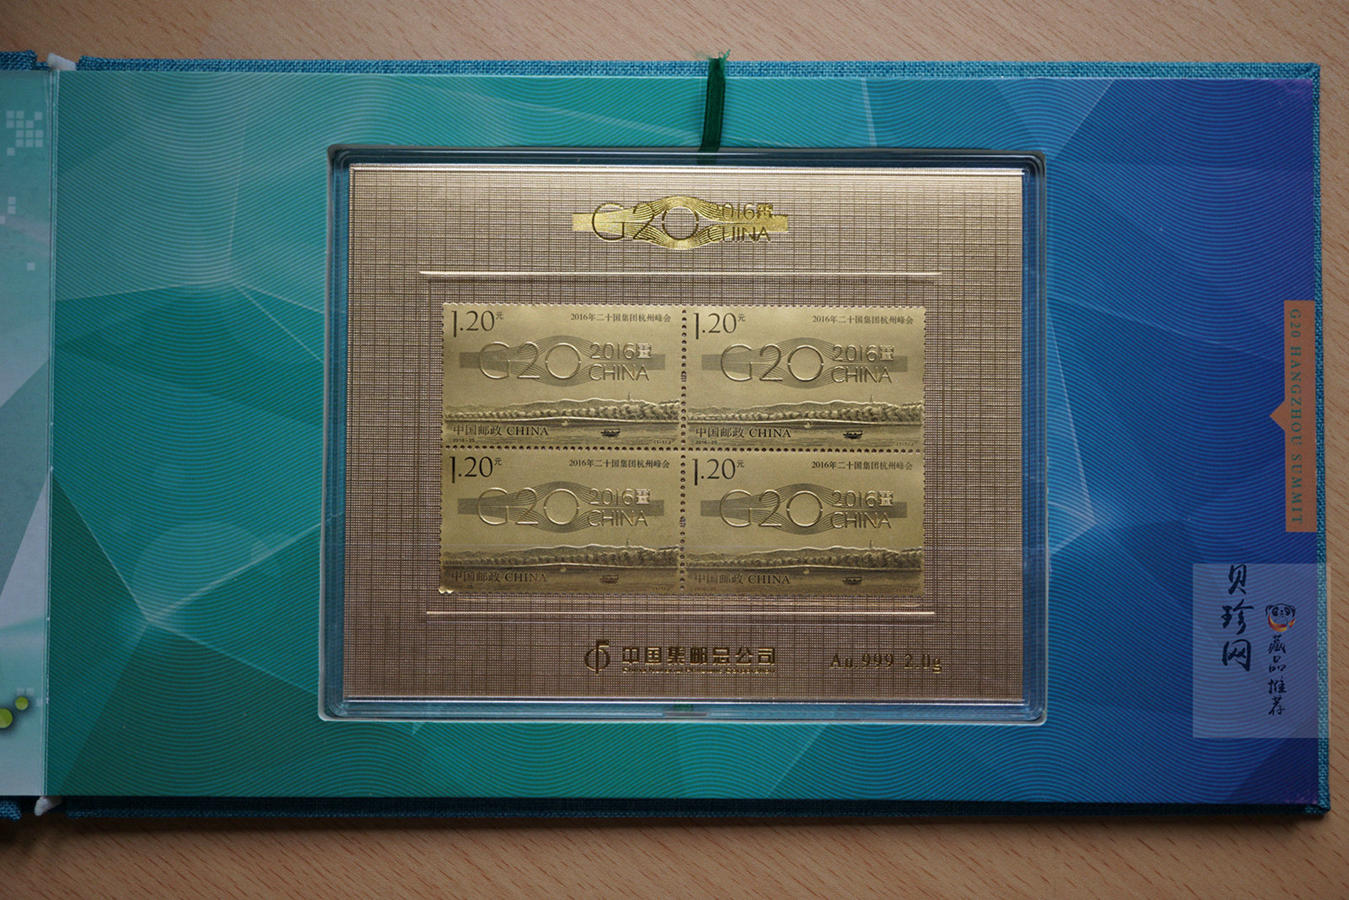 G20 2016 CHINA
1.20元 2016年二十国集团杭州峰会
G20 2016
CHINA
中国邮政 CHINA
1.20元 2016年二十国集团杭州峰会
G20 2016
CHINA
中国邮政 CHINA
1.20元 2016年二十国集团杭州峰会
G20 2016
CHINA
中国邮政 CHINA
1.20元 2016年二十国集团杭州峰会
G20 2016
CHINA
中国邮政 CHINA
中国集邮总公司
Au.999 2.0g
G20 HANGZHOU SUMMIT
贝珍网
藏品推荐